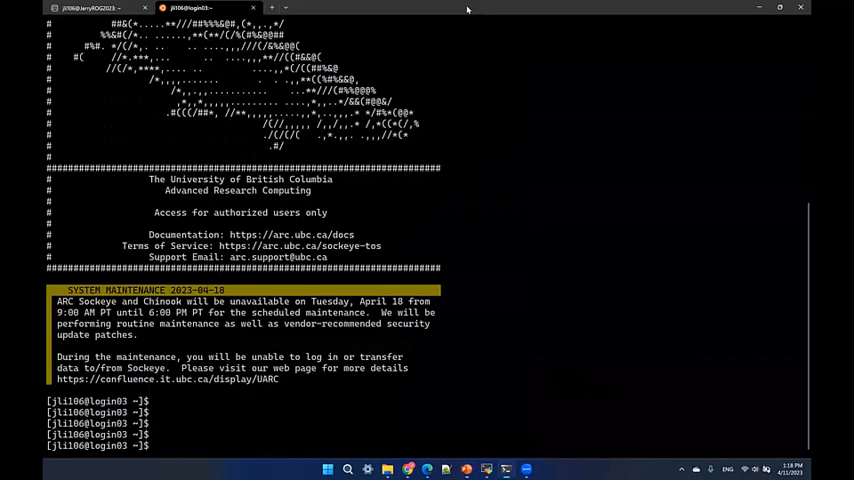 jli106@JerryROG2023: ~
jli106@login03:~
#        ##&(*.....**///##%%%&@#,(*,,.,*/
#      %%&#(/*.. .. ......,**(**/(/%(#@&##
#    #%#. */(/*,. .. .. ....,,,///(/&%&@@(
#  #( //*.***,... .. ....,,**//((#&&@(
#       //(/*,****,.... .. ....,,*(/((##%@&
#            /*,,,,....... . . .,,**((%#%&&@,
#               /*,,.,,........... ...**///(#%%@@@%
#                ,*,,*,,*,,,,,.......... ....,**,,..*/&&(#@@&/
#              .#(((/##*, //**,,,,,... ...,,*,,,.... */#%*(@@*
#                              /(//,,,,, /,,/,,.* /,*((*(/,%
#                              ./(/(/( .,*.,,. ,,*,,,//*(*
#                               .#/
#
##########################################################################
#                  The University of British Columbia
#                     Advanced Research Computing
#
#                   Access for authorized users only
#
#             Documentation: https://arc.ubc.ca/docs
#             Terms of Service: https://arc.ubc.ca/sockeye-tos
#             Support Email: arc.support@ubc.ca
##########################################################################
SYSTEM MAINTENANCE 2023-04-18
ARC Sockeye and Chinook will be unavailable on Tuesday, April 18 from
9:00 AM PT until 6:00 PM PT for the scheduled maintenance.  We will be
performing routine maintenance as well as vendor-recommended security
update patches.
During the maintenance, you will be unable to log in or transfer
data to/from Sockeye.  Please visit our web page for more details
https://confluence.it.ubc.ca/display/UARC
[jli106@login03 ~]$
[jli106@login03 ~]$
[jli106@login03 ~]$
[jli106@login03 ~]$
[jli106@login03 ~]$
ENG
1:18 PM
4/11/2023